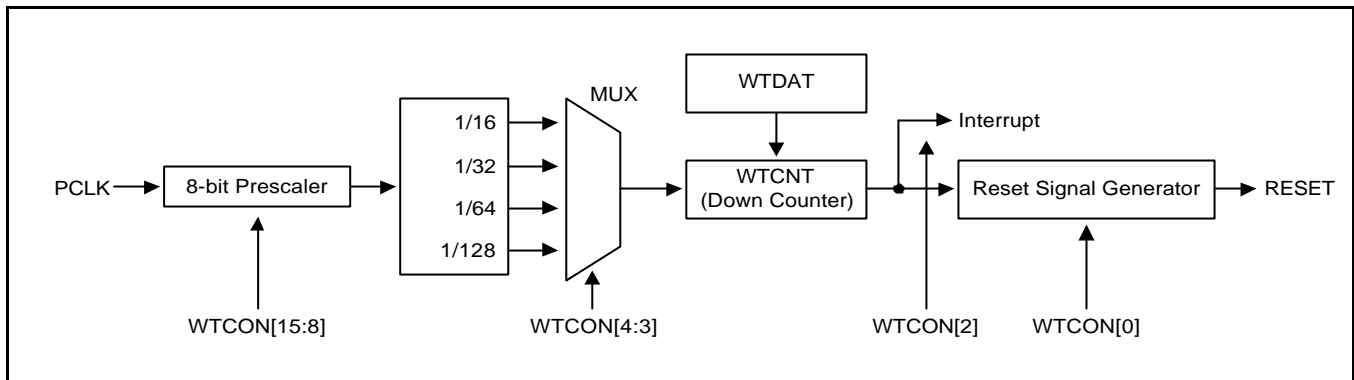 WTDAT
MUX
1/16
Interrupt
1/32
PCLK
8-bit Prescaler
WTCNT
(Down Counter)
Reset Signal Generator
RESET
1/64
1/128
WTCON[15:8]
WTCON[4:3]
WTCON[2]
WTCON[0]